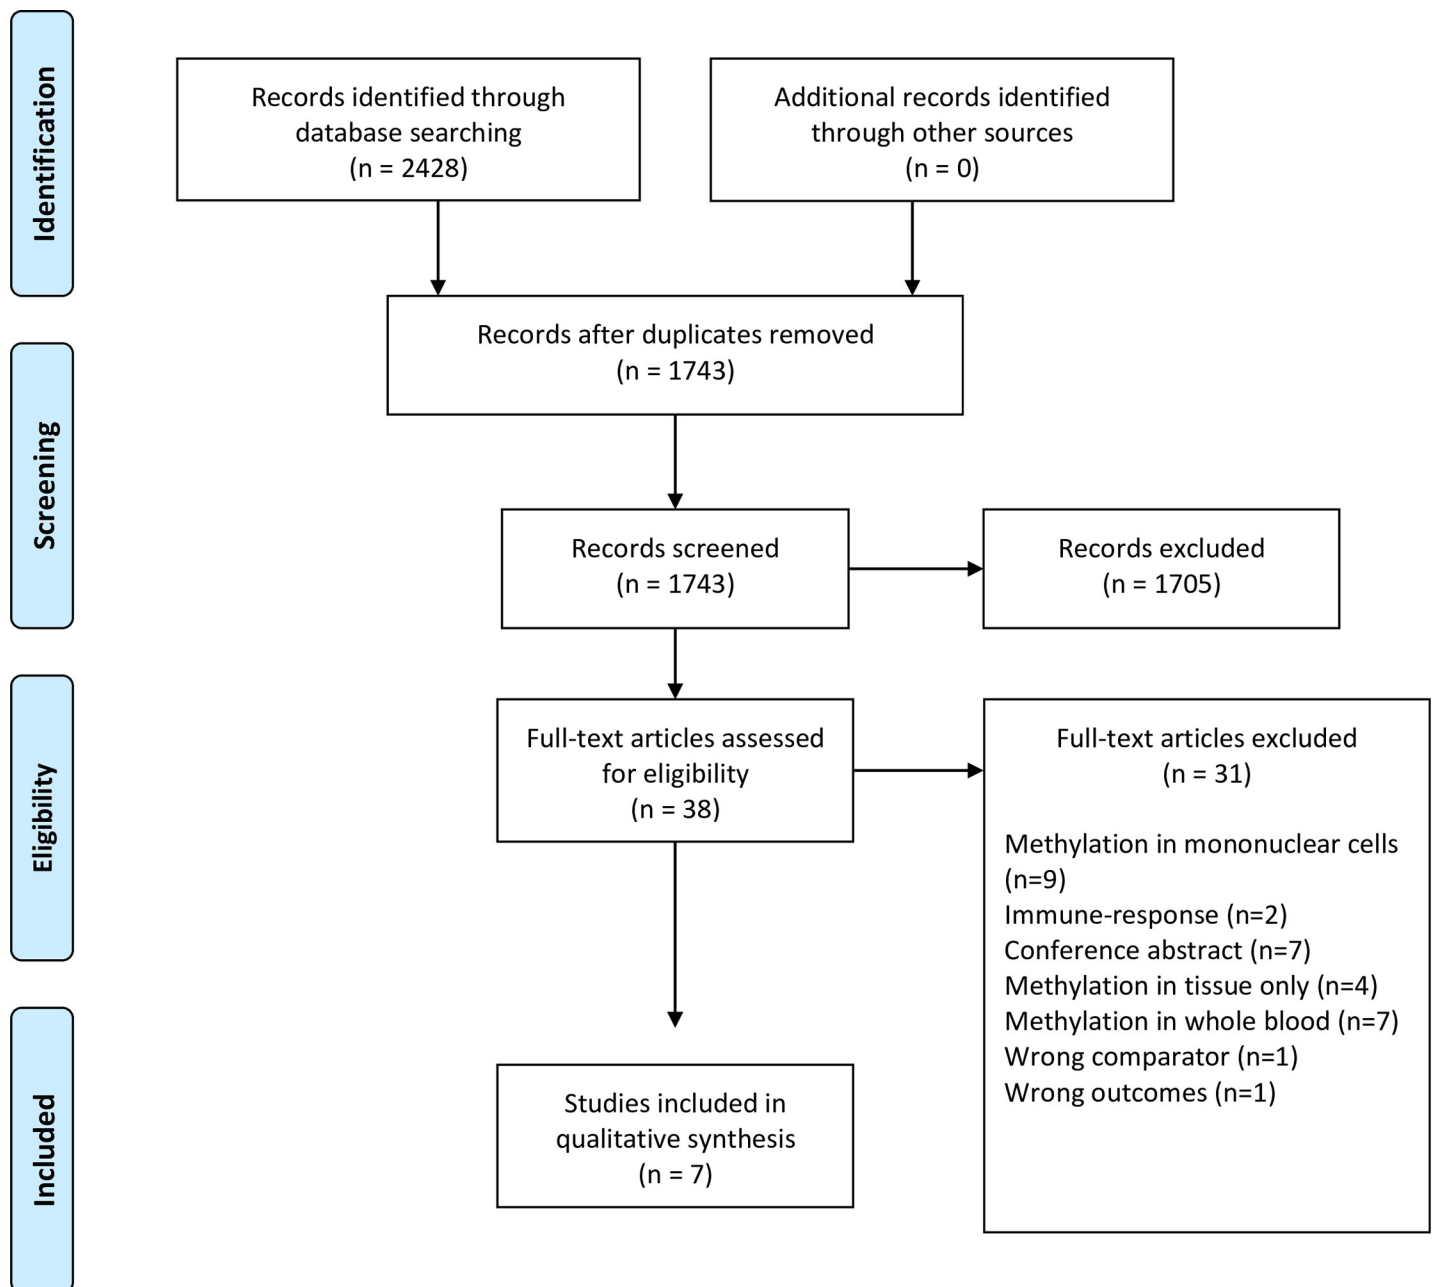 Identification
Records identified through
database searching
(n = 2428)
Additional records identified
through other sources
(n = 0)
Records after duplicates removed
(n = 1743)
Screening
Records screened
(n = 1743)
Records excluded
(n = 1705)
Eligibility
Full-text articles assessed
for eligibility
(n = 38)
Full-text articles excluded
(n = 31)
Methylation in mononuclear cells
(n=9)
Immune-response (n=2)
Conference abstract (n=7)
Methylation in tissue only (n=4)
Methylation in whole blood (n=7)
Wrong comparator (n=1)
Wrong outcomes (n=1)
Included
Studies included in
qualitative synthesis
(n = 7)